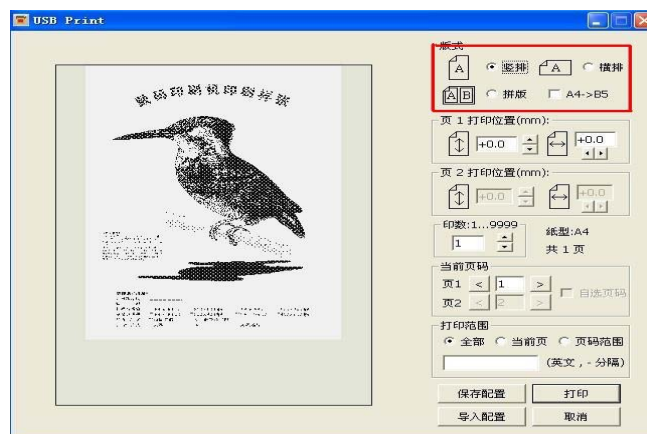 USB Print
数码印刷机印刷样张
版式
A 竖排 A 横排
A B 拼版 A4->B5
页 1 打印位置(mm):
+0.0 +0.0
页 2 打印位置(mm):
+0.0 +0.0
印数:1...9999
1
纸型:A4
共 1 页
当前页码
页1 < 1 >
页2 < 2 >
自选页码
打印范围
全部 当前页 页码范围
(英文 , - 分隔)
保存配置 打印
导入配置 取消